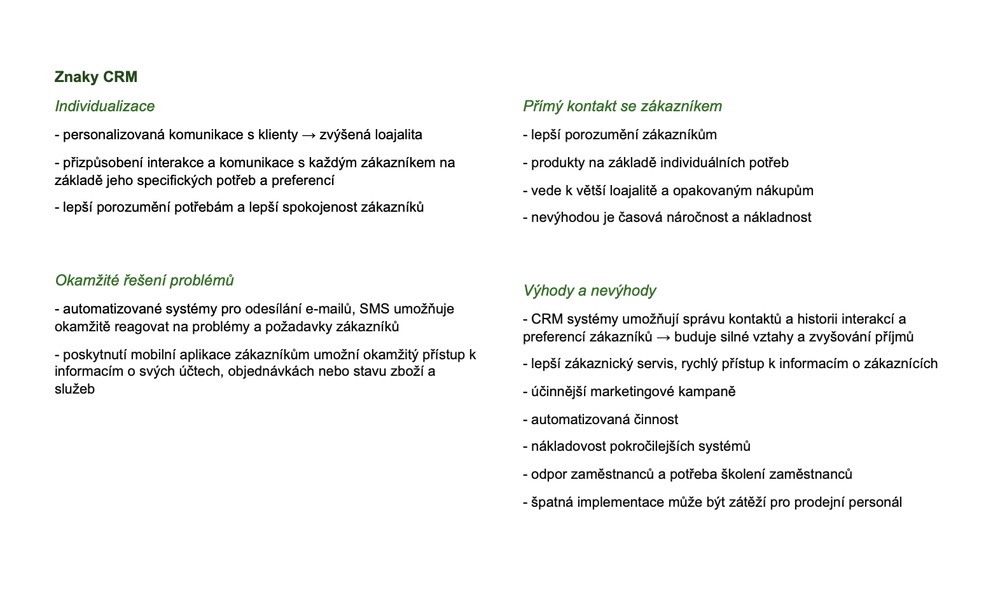 Znaky CRM
Individualizace
- personalizovaná komunikace s klienty → zvýšená loajalita
- přizpůsobení interakce a komunikace s každým zákazníkem na
základě jeho specifických potřeb a preferencí
- lepší porozumění potřebám a lepší spokojenost zákazníků
Okamžité řešení problémů
- automatizované systémy pro odesílání e-mailů, SMS umožňuje
okamžitě reagovat na problémy a požadavky zákazníků
- poskytnutí mobilní aplikace zákazníkům umožní okamžitý přístup k
informacím o svých účtech, objednávkách nebo stavu zboží a
služeb
Přímý kontakt se zákazníkem
- lepší porozumění zákazníkům
- produkty na základě individuálních potřeb
- vede k větší loajalitě a opakovaným nákupům
- nevýhodou je časová náročnost a nákladnost
Výhody a nevýhody
- CRM systémy umožňují správu kontaktů a historii interakcí a
preferencí zákazníků → buduje silné vztahy a zvyšování příjmů
- lepší zákaznický servis, rychlý přístup k informacím o zákaznících
- účinnější marketingové kampaně
- automatizovaná činnost
- nákladovost pokročilejších systémů
- odpor zaměstnanců a potřeba školení zaměstnanců
- špatná implementace může být zátěží pro prodejní personál